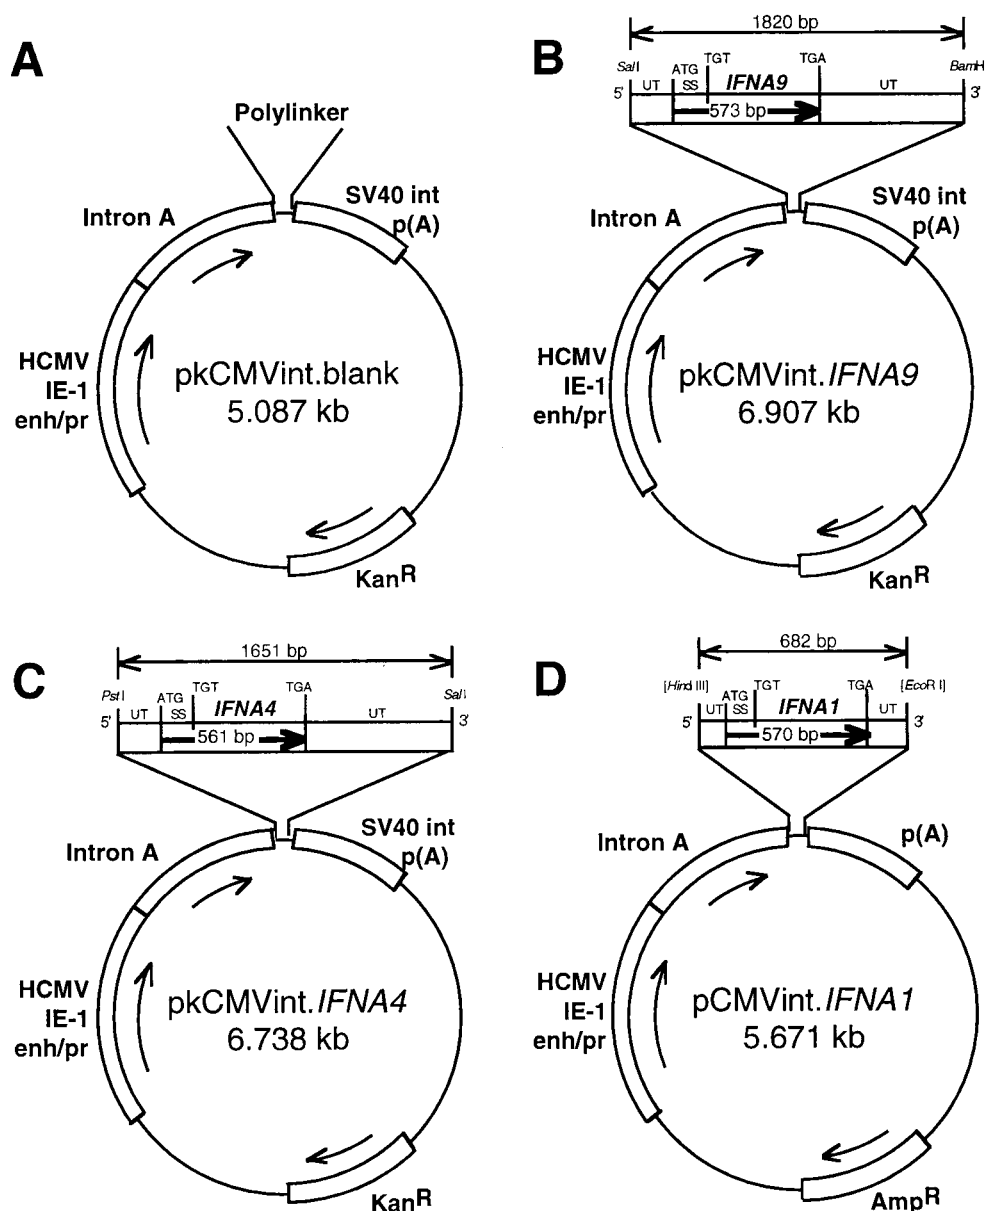 A
Polylinker
Intron A
SV40 int
p(A)
HCMV
IE-1
enh/pr
pkCMVint.blank
5.087 kb
KanR
B
1820 bp
SalI
ATG
TGT
TGA
BamH
5'
UT
SS
IFNA9
UT
3'
573 bp
Intron A
SV40 int
p(A)
HCMV
IE-1
enh/pr
pkCMVint.IFNA9
6.907 kb
KanR
C
1651 bp
PstI
ATG
TGT
TGA
SalI
5'
UT
SS
IFNA4
UT
3'
561 bp
Intron A
SV40 int
p(A)
HCMV
IE-1
enh/pr
pkCMVint.IFNA4
6.738 kb
KanR
D
682 bp
[Hind III]
ATG
TGT
TGA
[EcoR I]
5'
UT
SS
IFNA1
UT
3'
570 bp
Intron A
p(A)
HCMV
IE-1
enh/pr
pCMVint.IFNA1
5.671 kb
AmpR